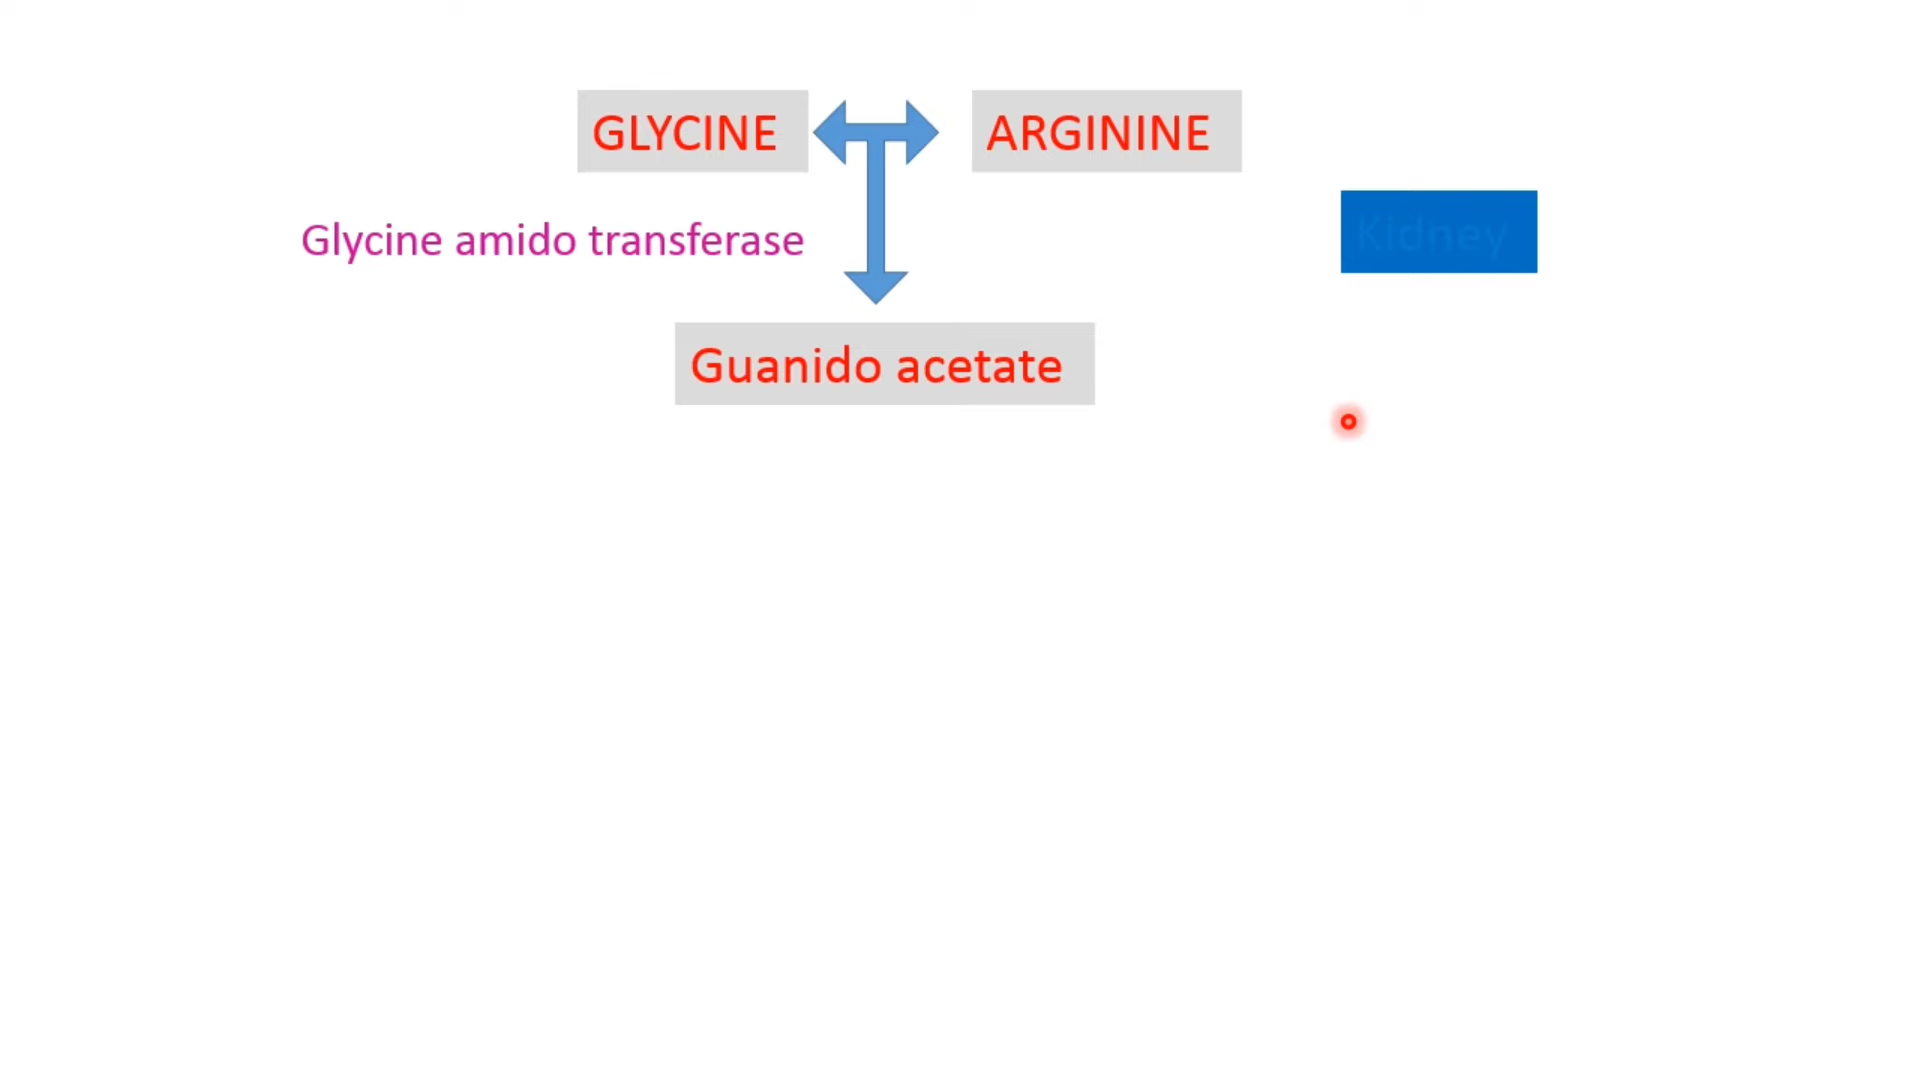 GLYCINE
ARGININE
Kidney
Glycine amido transferase
Guanido acetate